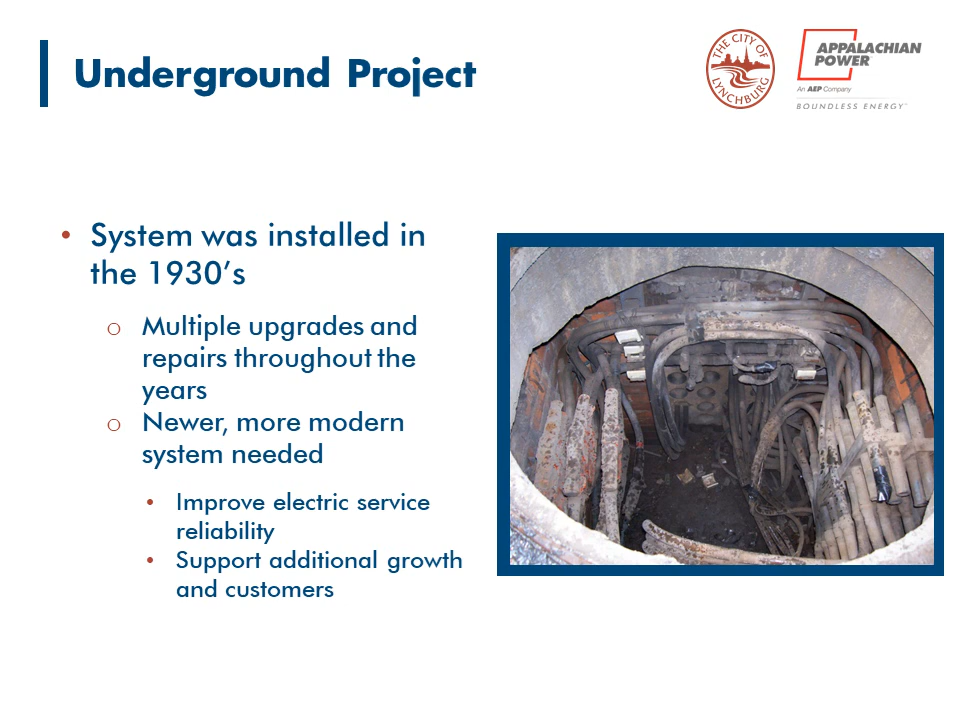 Underground Project
THE CITY OF
LYNCHBURG
APPALACHIAN
POWER
An AEP Company
BOUNDLESS ENERGY™
• System was installed in
the 1930’s
o Multiple upgrades and
repairs throughout the
years
o Newer, more modern
system needed
• Improve electric service
reliability
• Support additional growth
and customers